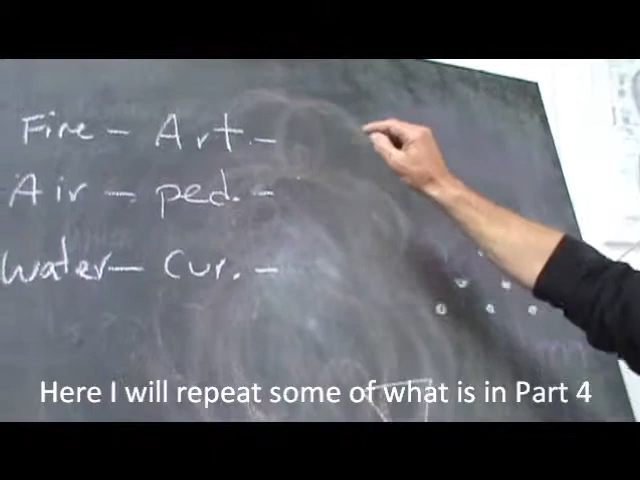 Fire - Art. -
Air - ped. -
Water - Cur. -
Here I will repeat some of what is in Part 4